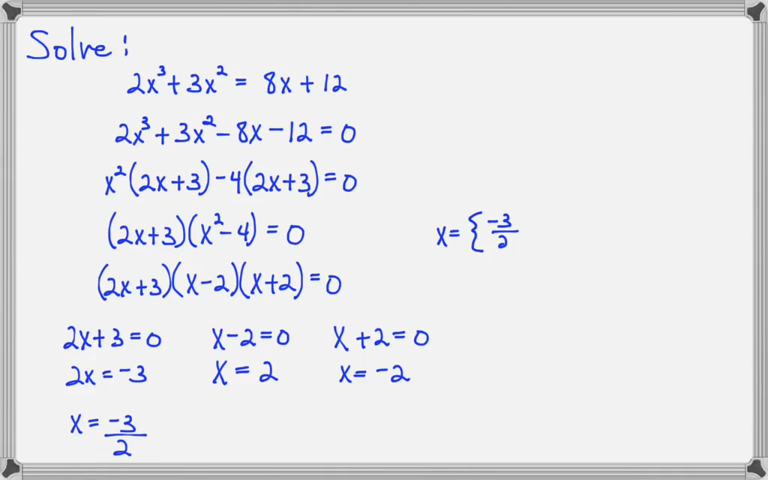 Solve:
2x³ + 3x² = 8x + 12
2x³ + 3x² - 8x - 12 = 0
x²(2x+3) - 4(2x+3) = 0
(2x+3)(x² - 4) = 0
x = { -3/2
(2x+3)(x-2)(x+2) = 0
2x+3 = 0 x-2 = 0 x+2 = 0
2x = -3 x = 2 x = -2
x = -3/2